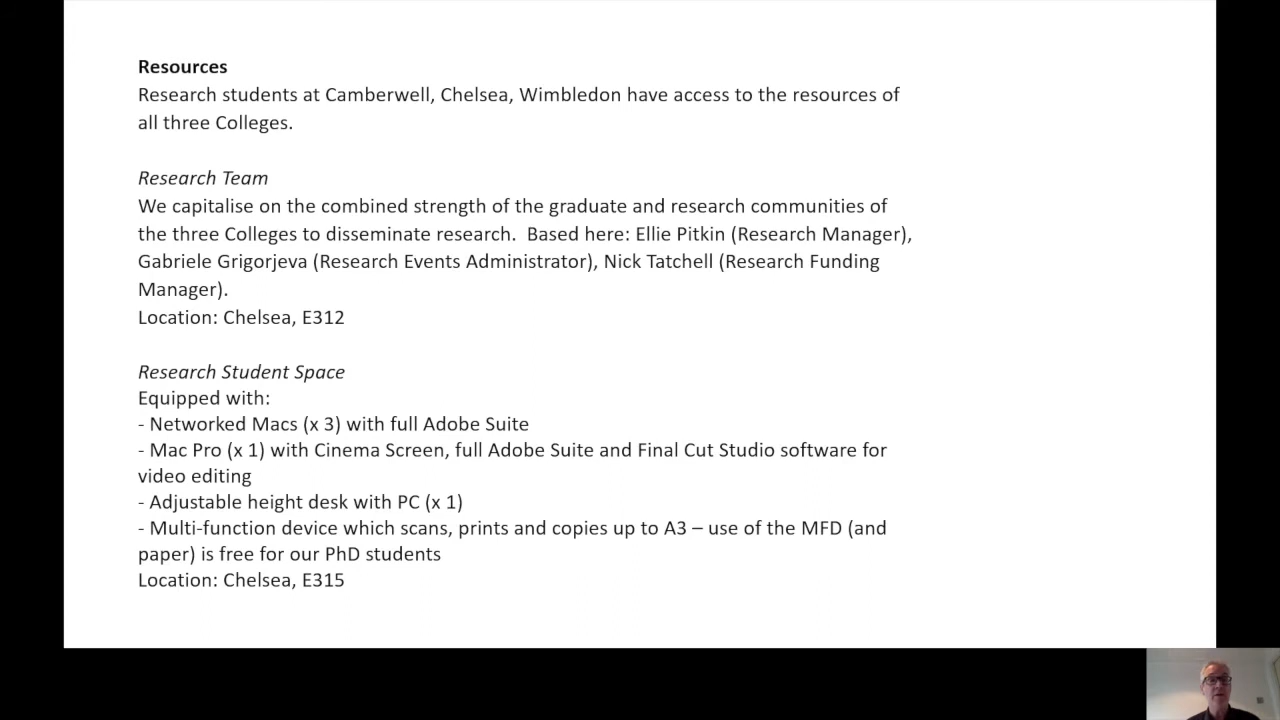 Resources
Research students at Camberwell, Chelsea, Wimbledon have access to the resources of
all three Colleges.
Research Team
We capitalise on the combined strength of the graduate and research communities of
the three Colleges to disseminate research.  Based here: Ellie Pitkin (Research Manager),
Gabriele Grigorjeva (Research Events Administrator), Nick Tatchell (Research Funding
Manager).
Location: Chelsea, E312
Research Student Space
Equipped with:
- Networked Macs (x 3) with full Adobe Suite
- Mac Pro (x 1) with Cinema Screen, full Adobe Suite and Final Cut Studio software for
video editing
- Adjustable height desk with PC (x 1)
- Multi-function device which scans, prints and copies up to A3 – use of the MFD (and
paper) is free for our PhD students
Location: Chelsea, E315